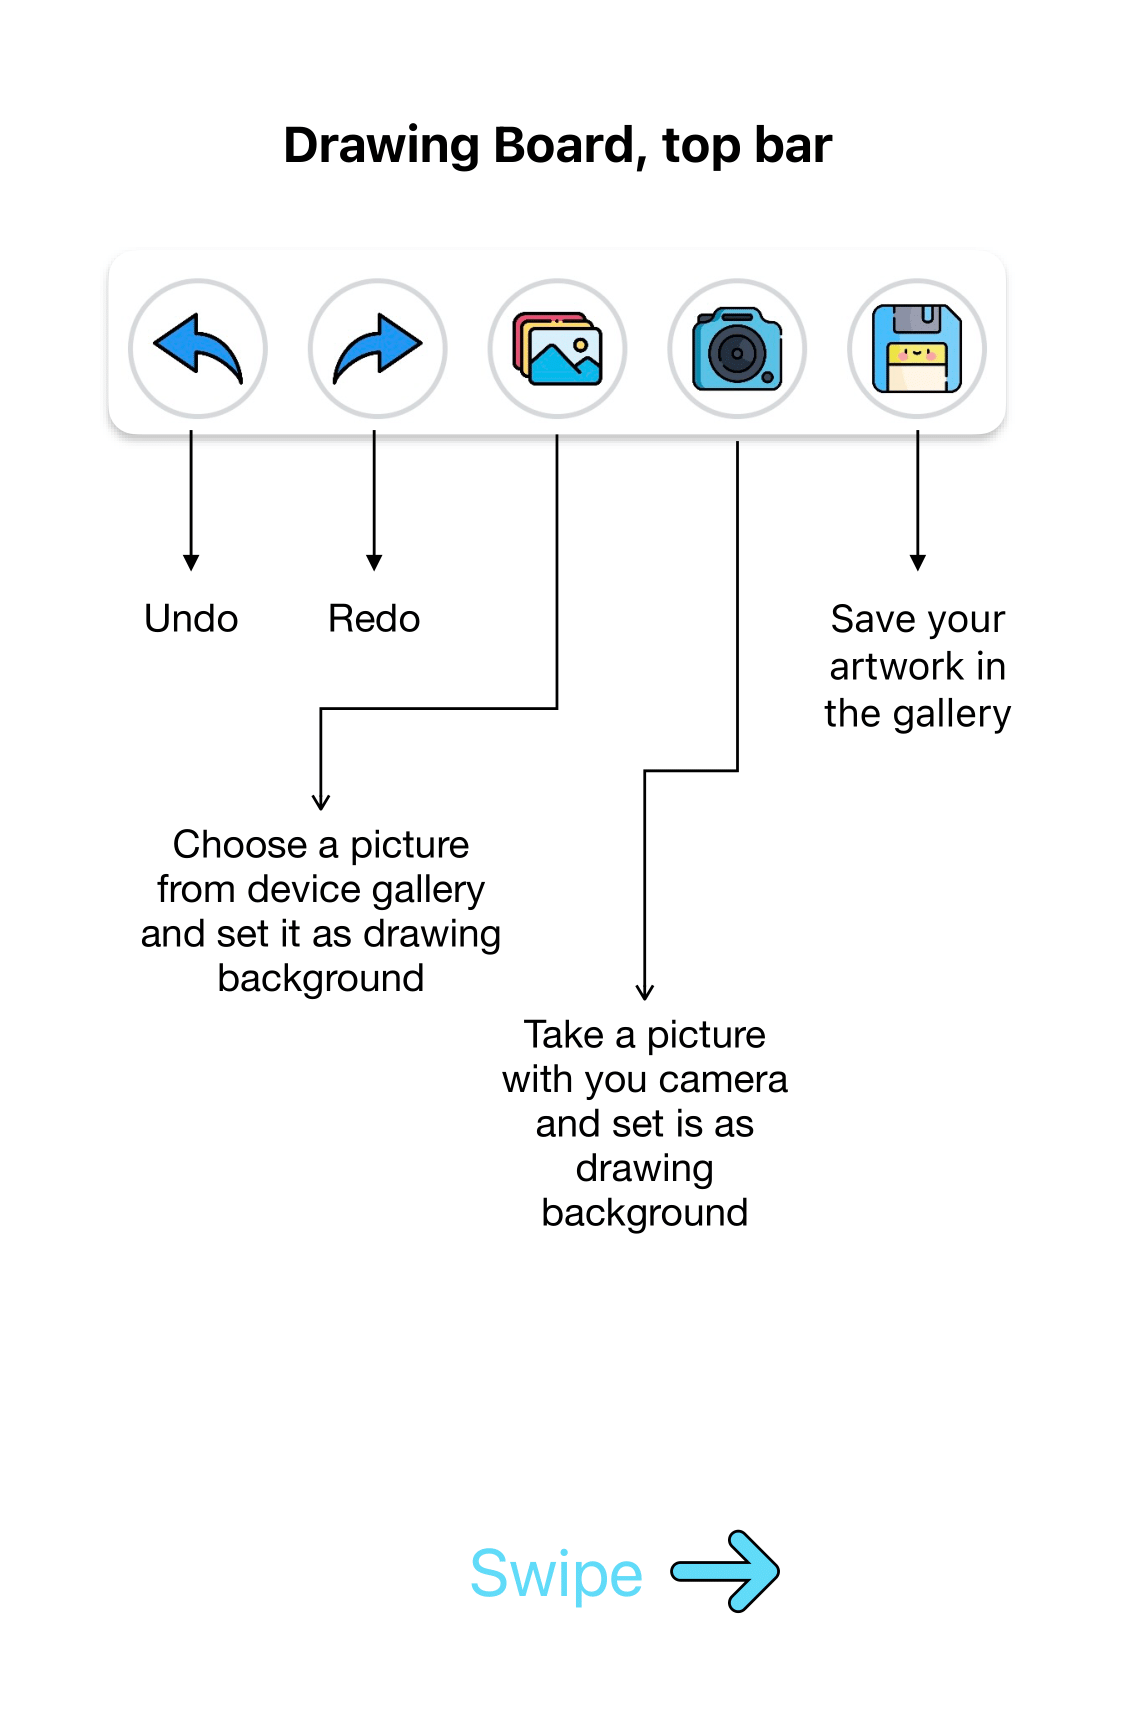 Drawing Board, top bar
Undo
Redo
Save your
artwork in
the gallery
Choose a picture
from device gallery
and set it as drawing
background
Take a picture
with you camera
and set is as
drawing
background
Swipe